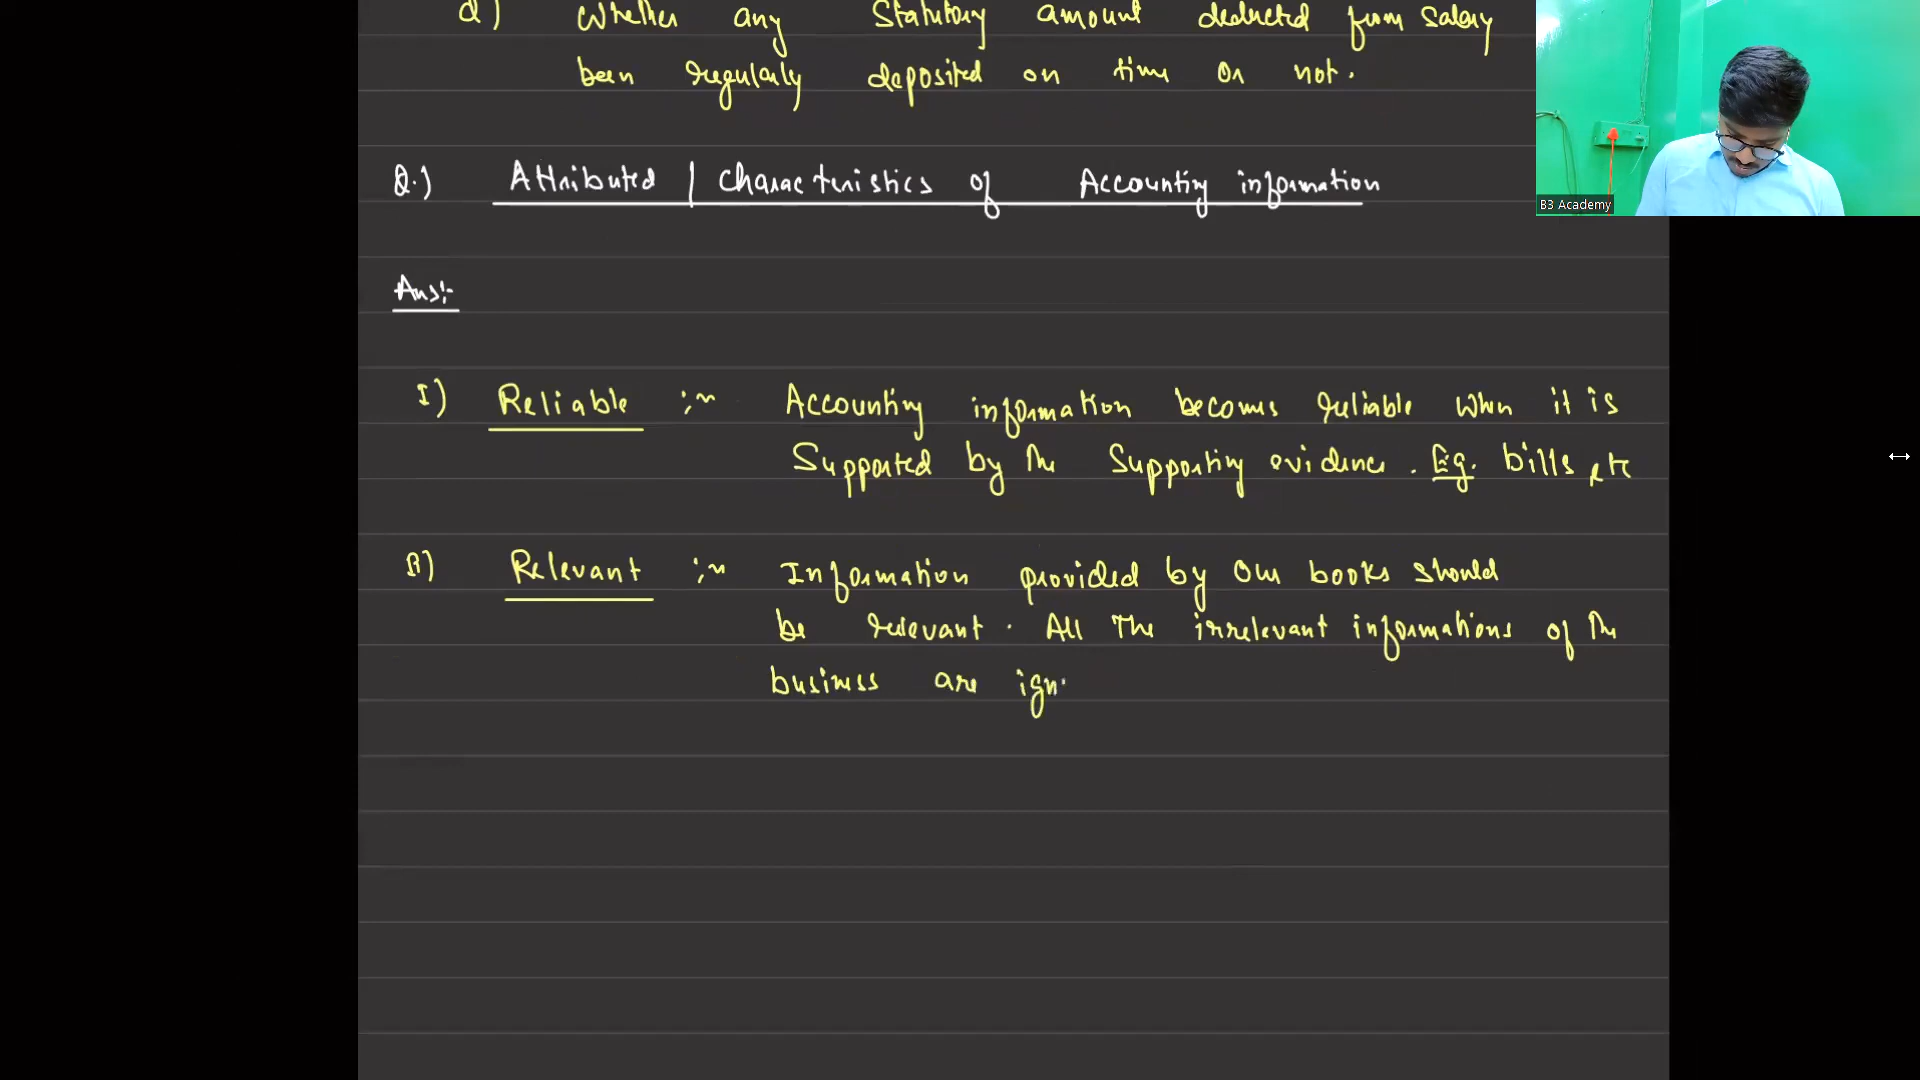 d) Whether any Statutory amount deducted from Salary
been regularly deposited on time or not.
B3 Academy
Q.) Attributed | Characteristics of Accounting information
Ans:-
I) Reliable :~ Accounting information becomes reliable when it is
Supported by the Supporting evidence. Eg. bills, etc
B) Relevant :~ Information provided by our books should
be relevant. All the irrelevant informations of the
business are ign